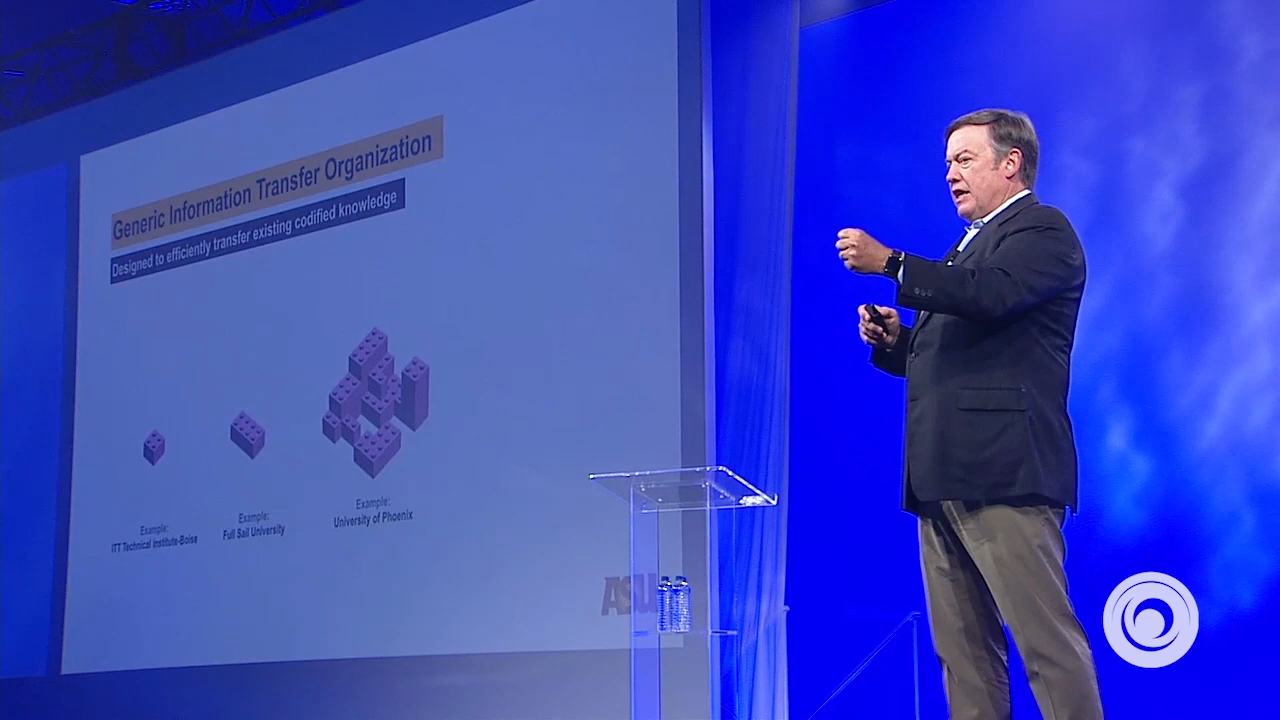 Generic Information Transfer Organization
Designed to efficiently transfer existing codified knowledge
Example:
ITT Technical Institute-Boise
Example:
Full Sail University
Example:
University of Phoenix
ASU